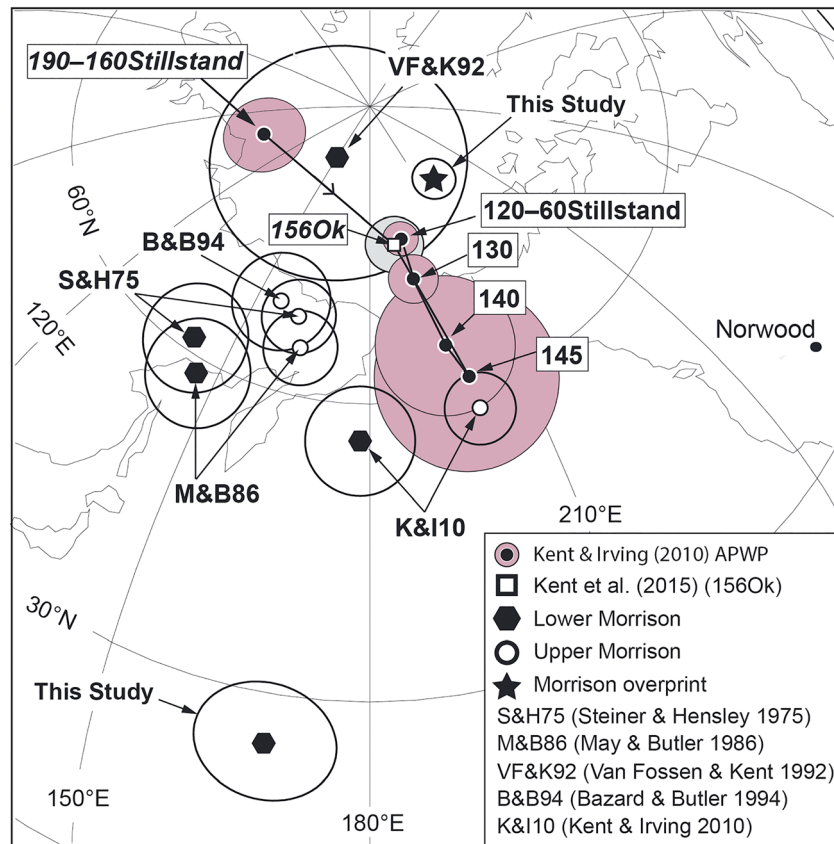 190–160Stillstand
VF&K92
This Study
60°N
156Ok
120–60Stillstand
B&B94
130
S&H75
120°E
140
Norwood
145
M&B86
K&I10
210°E
Kent & Irving (2010) APWP
Kent et al. (2015) (156Ok)
30°N
Lower Morrison
Upper Morrison
This Study
Morrison overprint
S&H75 (Steiner & Hensley 1975)
M&B86 (May & Butler 1986)
VF&K92 (Van Fossen & Kent 1992)
150°E
B&B94 (Bazard & Butler 1994)
180°E
K&I10 (Kent & Irving 2010)